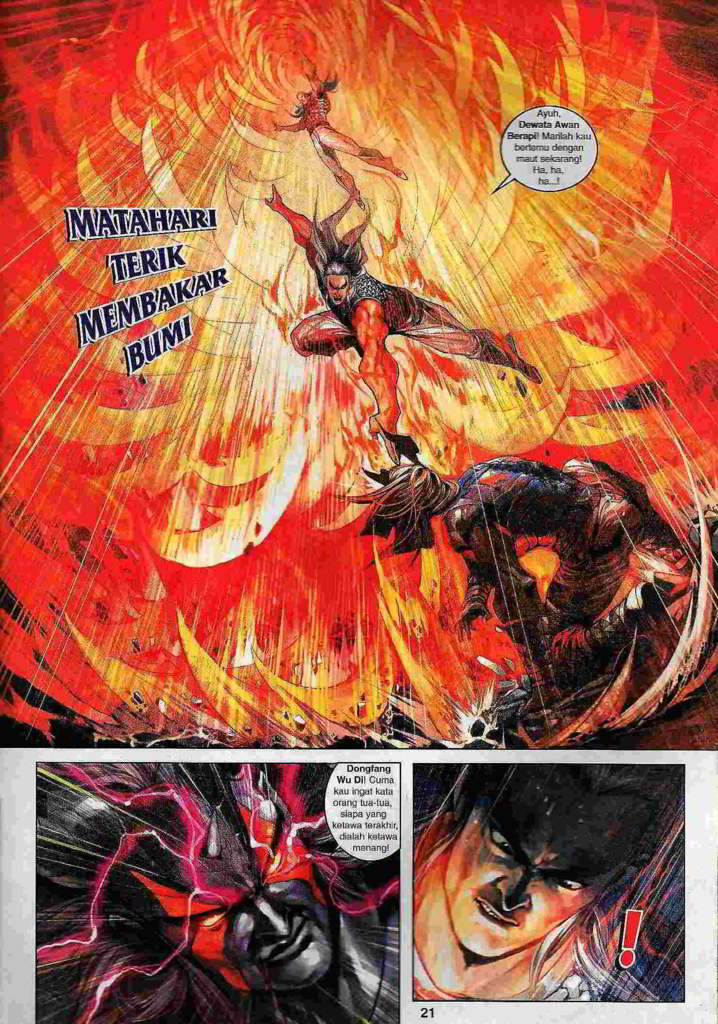 Ayuh,
Dewata Awan
Berapi! Marilah kau
bertemu dengan
maut sekarang!
Ha, ha,
ha...!
MATAHARI
TERIK
MEMBAKAR
BUMI
Dongfang
Wu Di! Cuma
kau ingat kata
orang tua-tua,
siapa yang
ketawa terakhir,
dialah ketawa
menang!
!
21